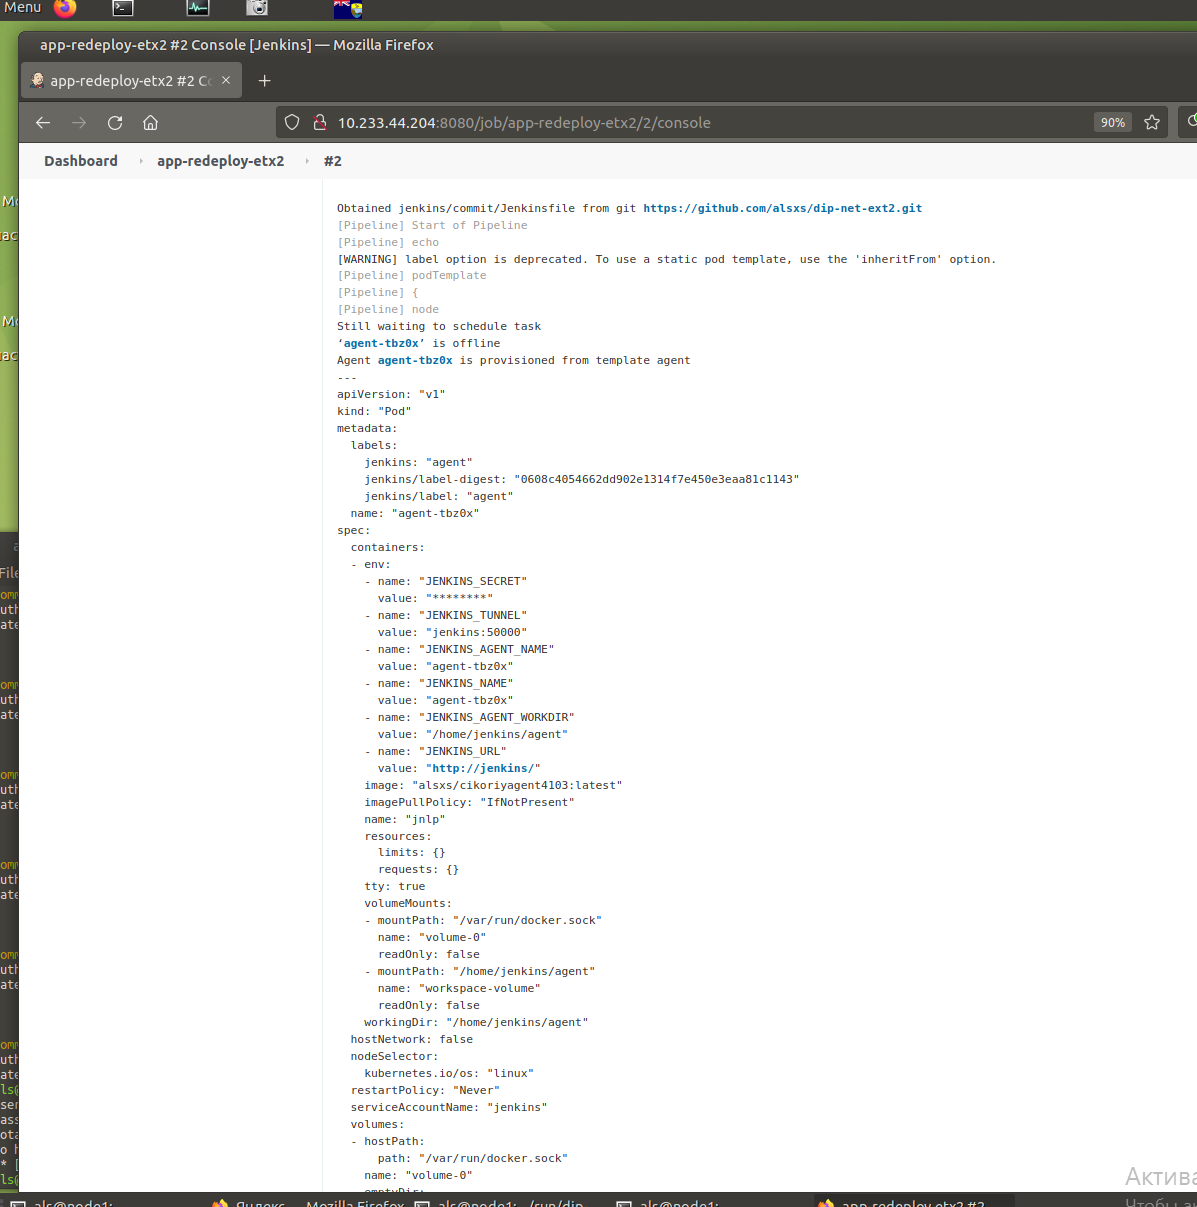 Menu
app-redeploy-etx2 #2 Console [Jenkins] — Mozilla Firefox
app-redeploy-etx2 #2 Co
10.233.44.204:8080/job/app-redeploy-etx2/2/console
90%
Dashboard
app-redeploy-etx2
#2
Obtained jenkins/commit/Jenkinsfile from git https://github.com/alsxs/dip-net-ext2.git
[Pipeline] Start of Pipeline
[Pipeline] echo
[WARNING] label option is deprecated. To use a static pod template, use the 'inheritFrom' option.
[Pipeline] podTemplate
[Pipeline] {
[Pipeline] node
Still waiting to schedule task
‘agent-tbz0x’ is offline
Agent agent-tbz0x is provisioned from template agent
---
apiVersion: "v1"
kind: "Pod"
metadata:
  labels:
    jenkins: "agent"
    jenkins/label-digest: "0608c4054662dd902e1314f7e450e3eaa81c1143"
    jenkins/label: "agent"
  name: "agent-tbz0x"
spec:
  containers:
  - env:
    - name: "JENKINS_SECRET"
      value: "********"
    - name: "JENKINS_TUNNEL"
      value: "jenkins:50000"
    - name: "JENKINS_AGENT_NAME"
      value: "agent-tbz0x"
    - name: "JENKINS_NAME"
      value: "agent-tbz0x"
    - name: "JENKINS_AGENT_WORKDIR"
      value: "/home/jenkins/agent"
    - name: "JENKINS_URL"
      value: "http://jenkins/"
    image: "alsxs/cikoriyagent4103:latest"
    imagePullPolicy: "IfNotPresent"
    name: "jnlp"
    resources:
      limits: {}
      requests: {}
    tty: true
    volumeMounts:
    - mountPath: "/var/run/docker.sock"
      name: "volume-0"
      readOnly: false
    - mountPath: "/home/jenkins/agent"
      name: "workspace-volume"
      readOnly: false
    workingDir: "/home/jenkins/agent"
  hostNetwork: false
  nodeSelector:
    kubernetes.io/os: "linux"
  restartPolicy: "Never"
  serviceAccountName: "jenkins"
  volumes:
  - hostPath:
      path: "/var/run/docker.sock"
    name: "volume-0"
  - emptyDir:
Актива
Чтобы а
als@node1:
Яндекс — Mozilla Firefox
als@node1: ~/run/dip
als@node1:
app-redeploy-etx2 #2